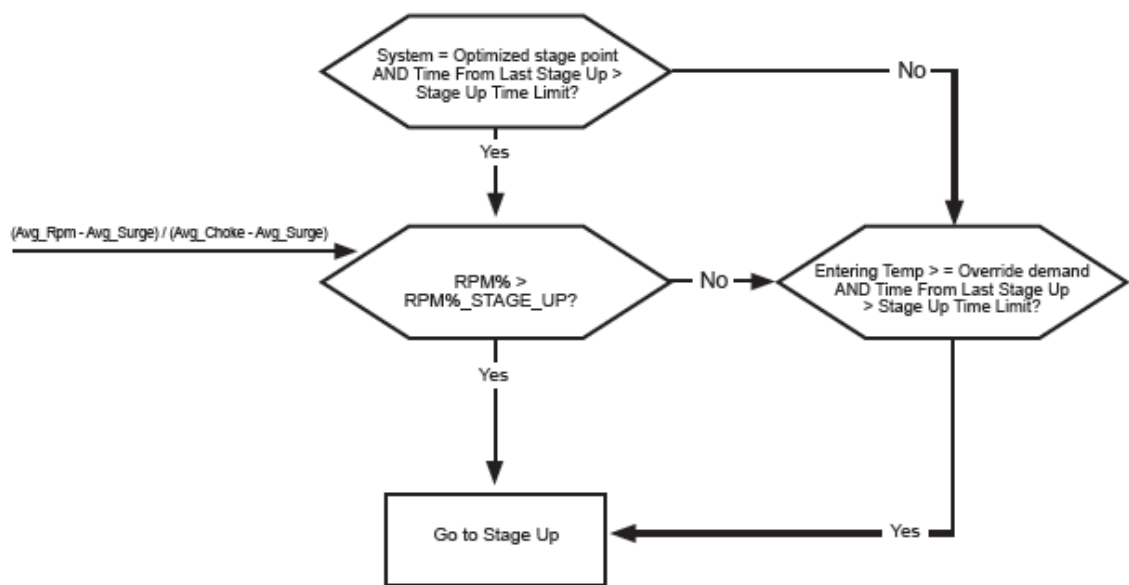 System = Optimized stage point
AND Time From Last Stage Up >
Stage Up Time Limit?
No
Yes
(Avg_Rpm - Avg_Surge) / (Avg_Choke - Avg_Surge)
RPM% >
RPM%_STAGE_UP?
No
Entering Temp > = Override demand
AND Time From Last Stage Up
> Stage Up Time Limit?
Yes
Go to Stage Up
Yes